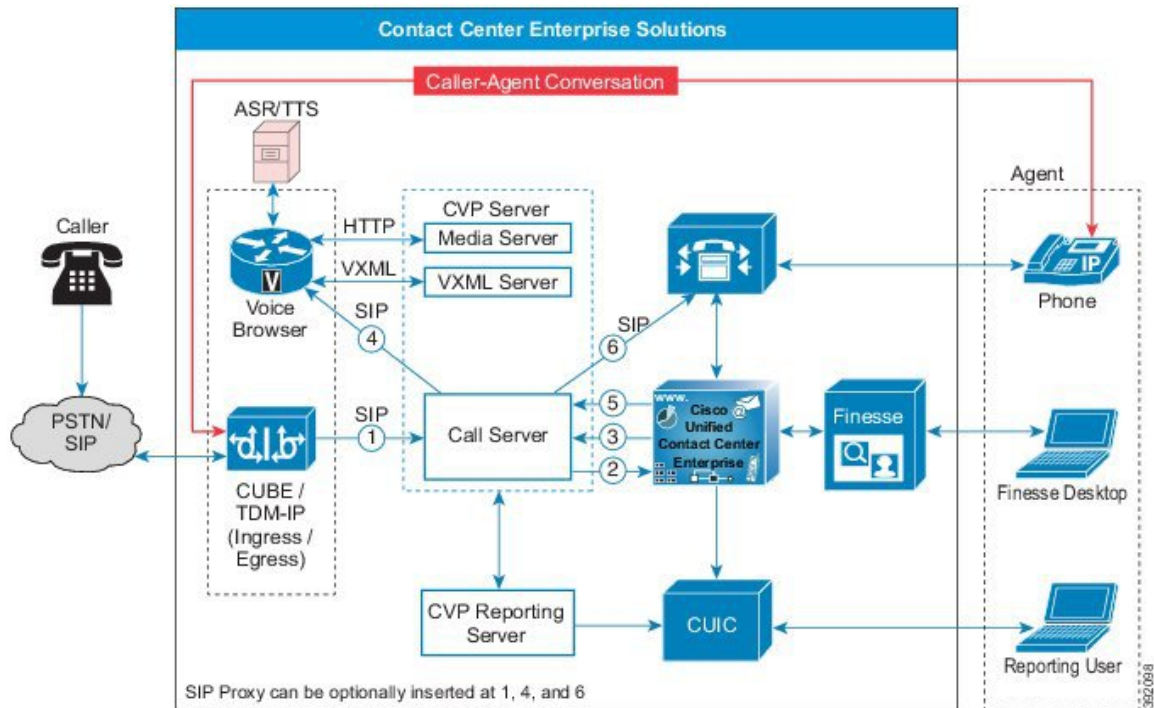 Contact Center Enterprise Solutions
Caller-Agent Conversation
ASR/TTS
Agent
Caller
CVP Server
HTTP
Media Server
VXML
VXML Server
V
Voice
Browser
IP
Phone
SIP
4
SIP
6
PSTN/
SIP
SIP
1
Call Server
5
3
2
www.
@
Cisco
Unified
Contact Center
Enterprise
Finesse
Finesse Desktop
CUBE /
TDM-IP
(Ingress /
Egress)
CVP Reporting
Server
CUIC
Reporting User
SIP Proxy can be optionally inserted at 1, 4, and 6
392098